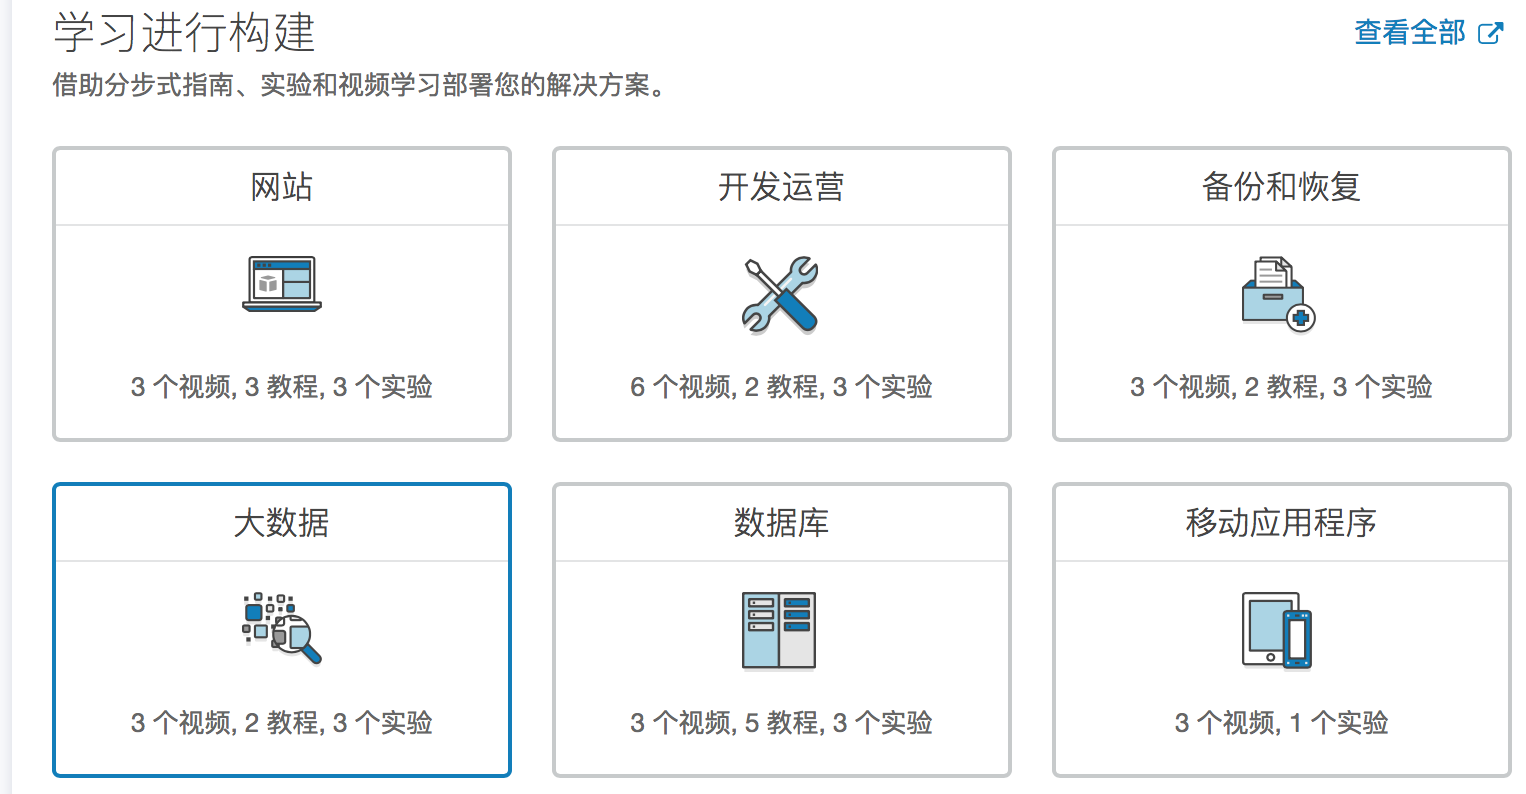 学习进行构建
查看全部
借助分步式指南、实验和视频学习部署您的解决方案。
网站
开发运营
备份和恢复
3 个视频, 3 教程, 3 个实验
6 个视频, 2 教程, 3 个实验
3 个视频, 2 教程, 3 个实验
大数据
数据库
移动应用程序
3 个视频, 2 教程, 3 个实验
3 个视频, 5 教程, 3 个实验
3 个视频, 1 个实验